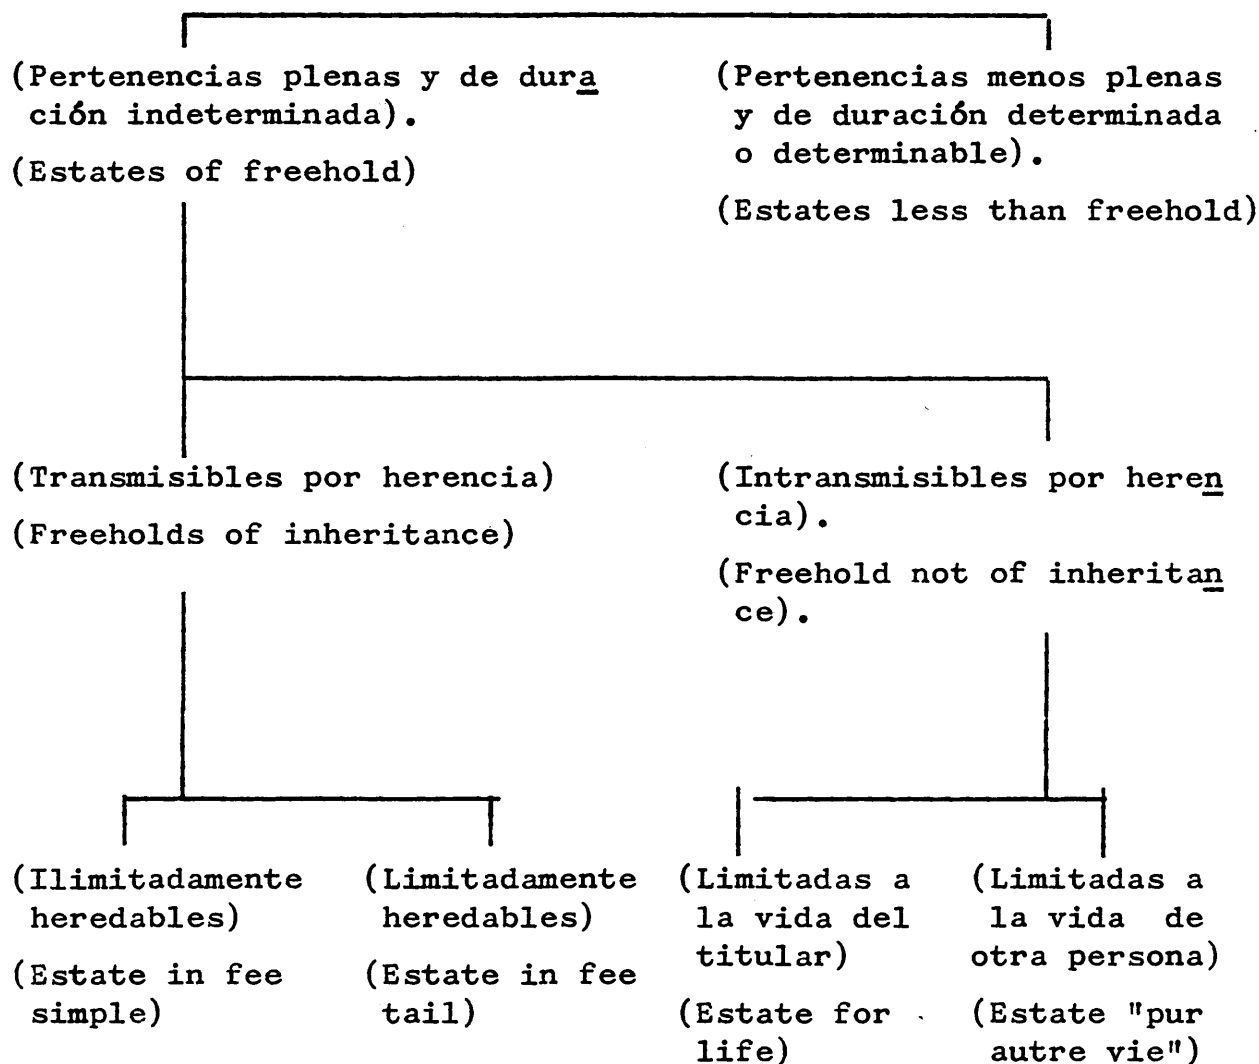 (Pertenencias plenas y de dura
ción indeterminada).
(Estates of freehold)
(Pertenencias menos plenas
y de duración determinada
o determinable).
(Estates less than freehold)
(Transmisibles por herencia)
(Freeholds of inheritance)
(Intransmisibles por heren
cia).
(Freehold not of inheritan
ce).
(Ilimitadamente
heredables)
(Estate in fee
simple)
(Limitadamente
heredables)
(Estate in fee
tail)
(Limitadas a
la vida del
titular)
(Estate for
life)
(Limitadas a
la vida de
otra persona)
(Estate "pur
autre vie")